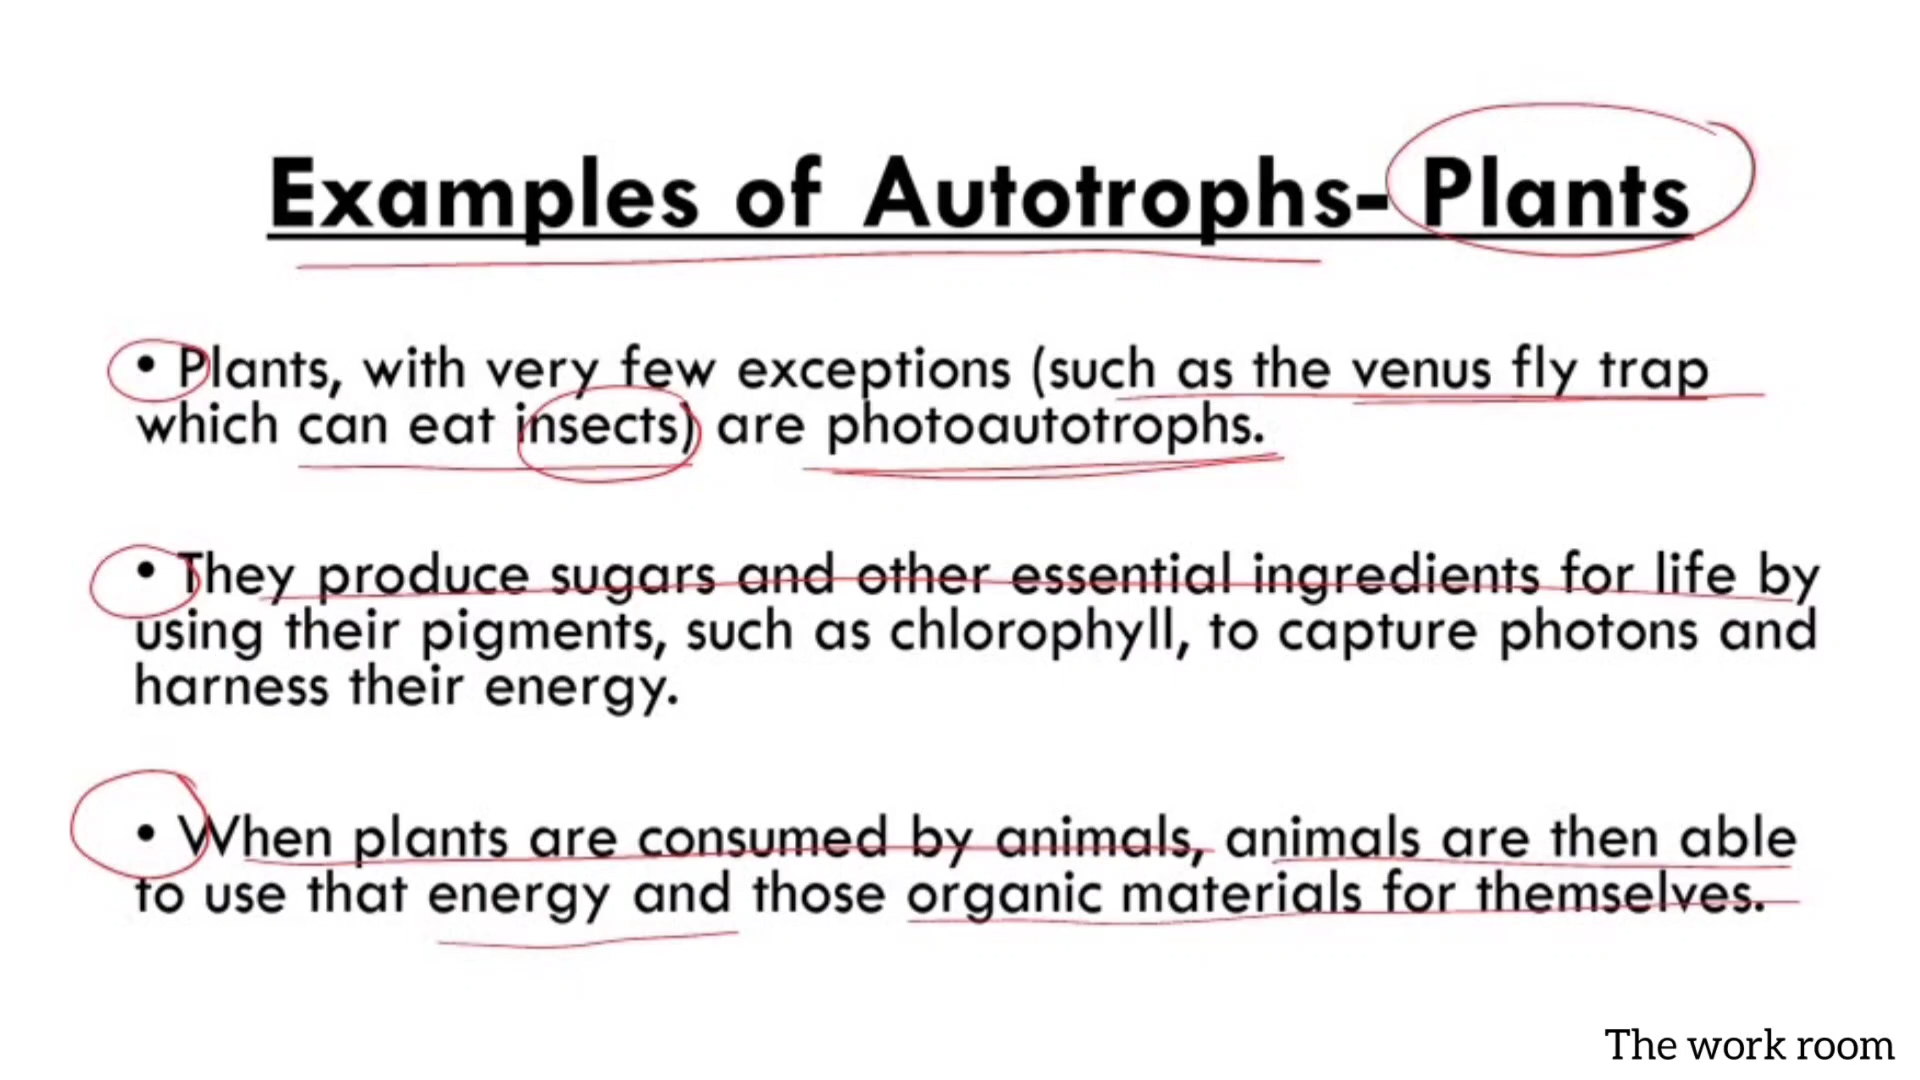 Examples of Autotrophs- Plants
• Plants, with very few exceptions (such as the venus fly trap
which can eat insects) are photoautotrophs.
• They produce sugars and other essential ingredients for life by
using their pigments, such as chlorophyll, to capture photons and
harness their energy.
• When plants are consumed by animals, animals are then able
to use that energy and those organic materials for themselves.
The work room